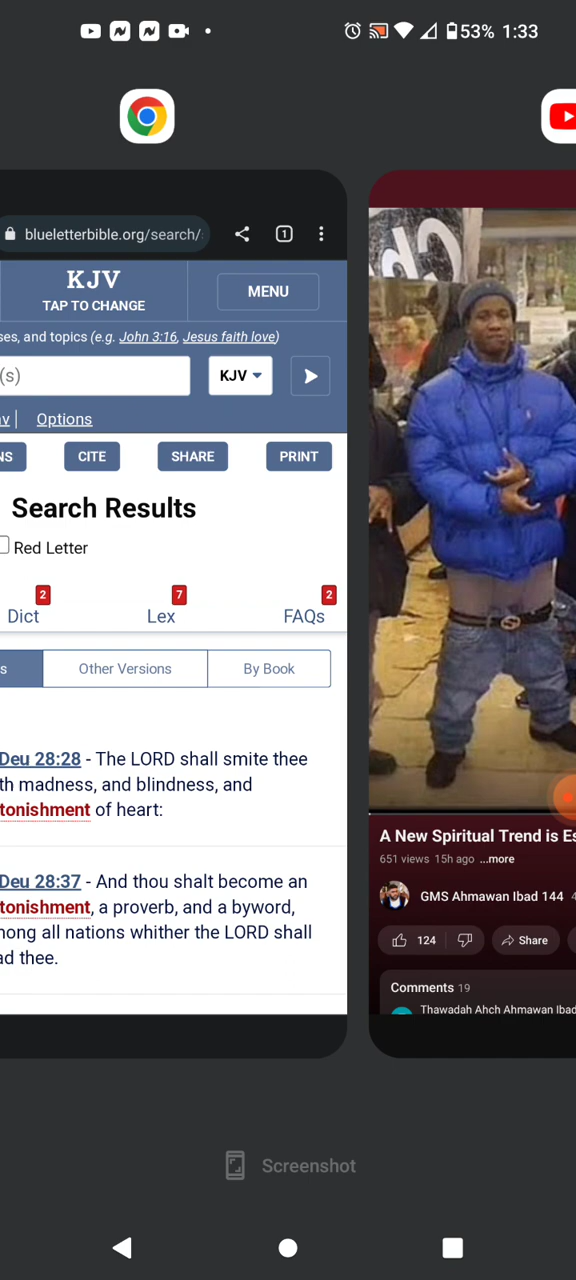 53% 1:33
blueletterbible.org/search/
1
KJV
TAP TO CHANGE
MENU
ses, and topics (e.g. John 3:16, Jesus faith love)
(s)
KJV
av | Options
NS
CITE
SHARE
PRINT
Search Results
Red Letter
2
7
2
Dict
Lex
FAQs
s
Other Versions
By Book
Deu 28:28 - The LORD shall smite thee
th madness, and blindness, and
tonishment of heart:
Deu 28:37 - And thou shalt become an
tonishment, a proverb, and a byword,
nong all nations whither the LORD shall
ad thee.
A New Spiritual Trend is Es
651 views 15h ago ...more
GMS Ahmawan Ibad 144 4
124
Share
Comments 19
Thawadah Ahch Ahmawan Ibad
Screenshot